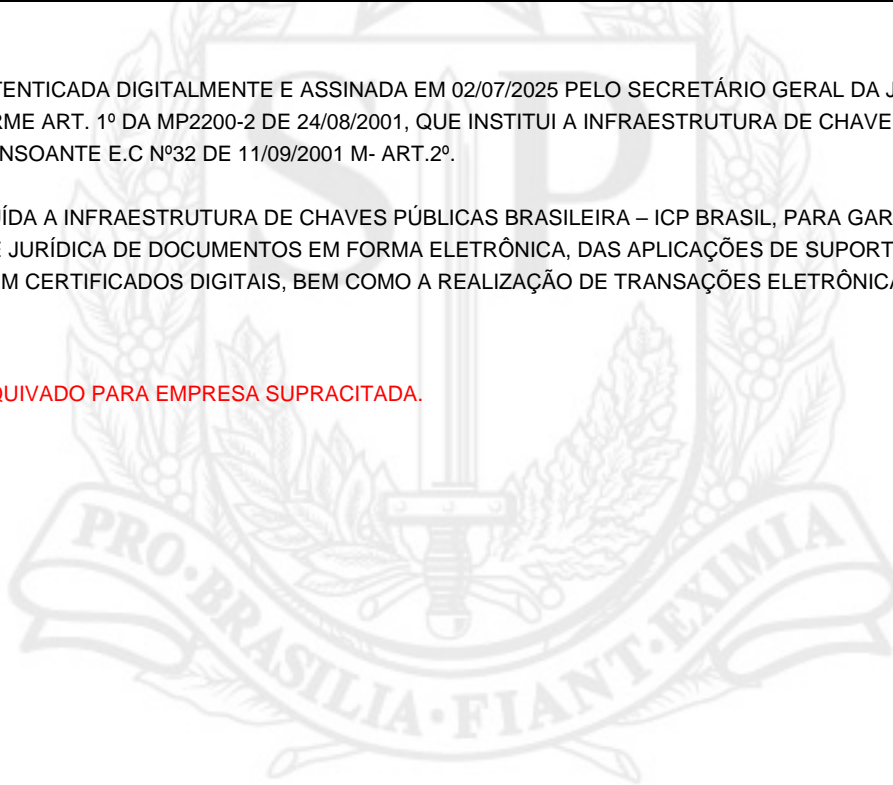 TENTICADA DIGITALMENTE E ASSINADA EM 02/07/2025 PELO SECRETÁRIO GERAL DA J
RME ART. 1º DA MP2200-2 DE 24/08/2001, QUE INSTITUI A INFRAESTRUTURA DE CHAVE
NSOANTE E.C Nº32 DE 11/09/2001 M- ART.2º.
ÍDA A INFRAESTRUTURA DE CHAVES PÚBLICAS BRASILEIRA – ICP BRASIL, PARA GAR
E JURÍDICA DE DOCUMENTOS EM FORMA ELETRÔNICA, DAS APLICAÇÕES DE SUPORT
M CERTIFICADOS DIGITAIS, BEM COMO A REALIZAÇÃO DE TRANSAÇÕES ELETRÔNICA
QUIVADO PARA EMPRESA SUPRACITADA.
SP
PRO·BRASILIA·FIANT·EXIMIA